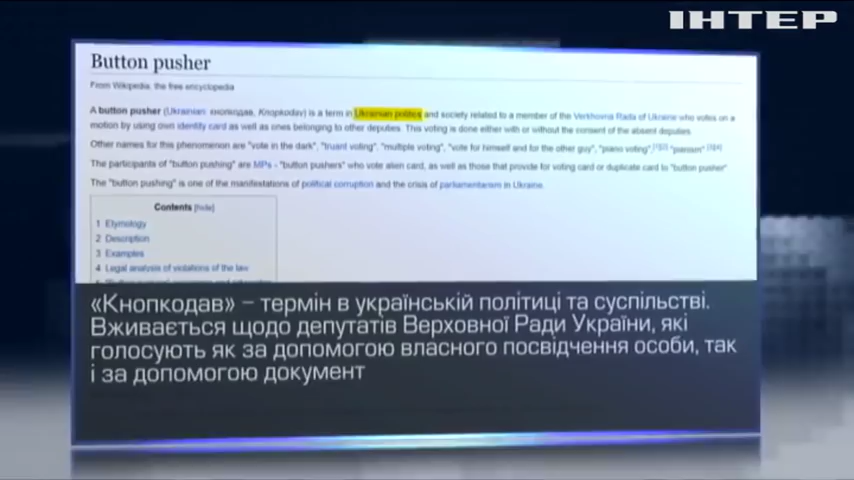 ІНТЕР
Button pusher
From Wikipedia, the free encyclopedia
A button pusher (Ukrainian: кнопкодав, Knopkodav) is a term in Ukrainian politics and society related to a member of the Verkhovna Rada of Ukraine who votes on a
motion by using own identity card as well as ones belonging to other deputies. This voting is done either with or without the consent of the absent deputies.
Other names for this phenomenon are "vote in the dark", "truant voting", "multiple voting", "vote for himself and for the other guy", "piano voting", "pianism"
The participants of "button pushing" are MPs - "button pushers" who vote alien card, as well as those that provide for voting card or duplicate card to "button pusher"
The "button pushing" is one of the manifestations of political corruption and the crisis of parliamentarism in Ukraine.
Contents [hide]
1 Etymology
2 Description
3 Examples
4 Legal analysis of violations of the law
«Кнопкодав» – термін в українській політиці та суспільстві.
Вживається щодо депутатів Верховної Ради України, які
голосують як за допомогою власного посвідчення особи, так
і за допомогою документ